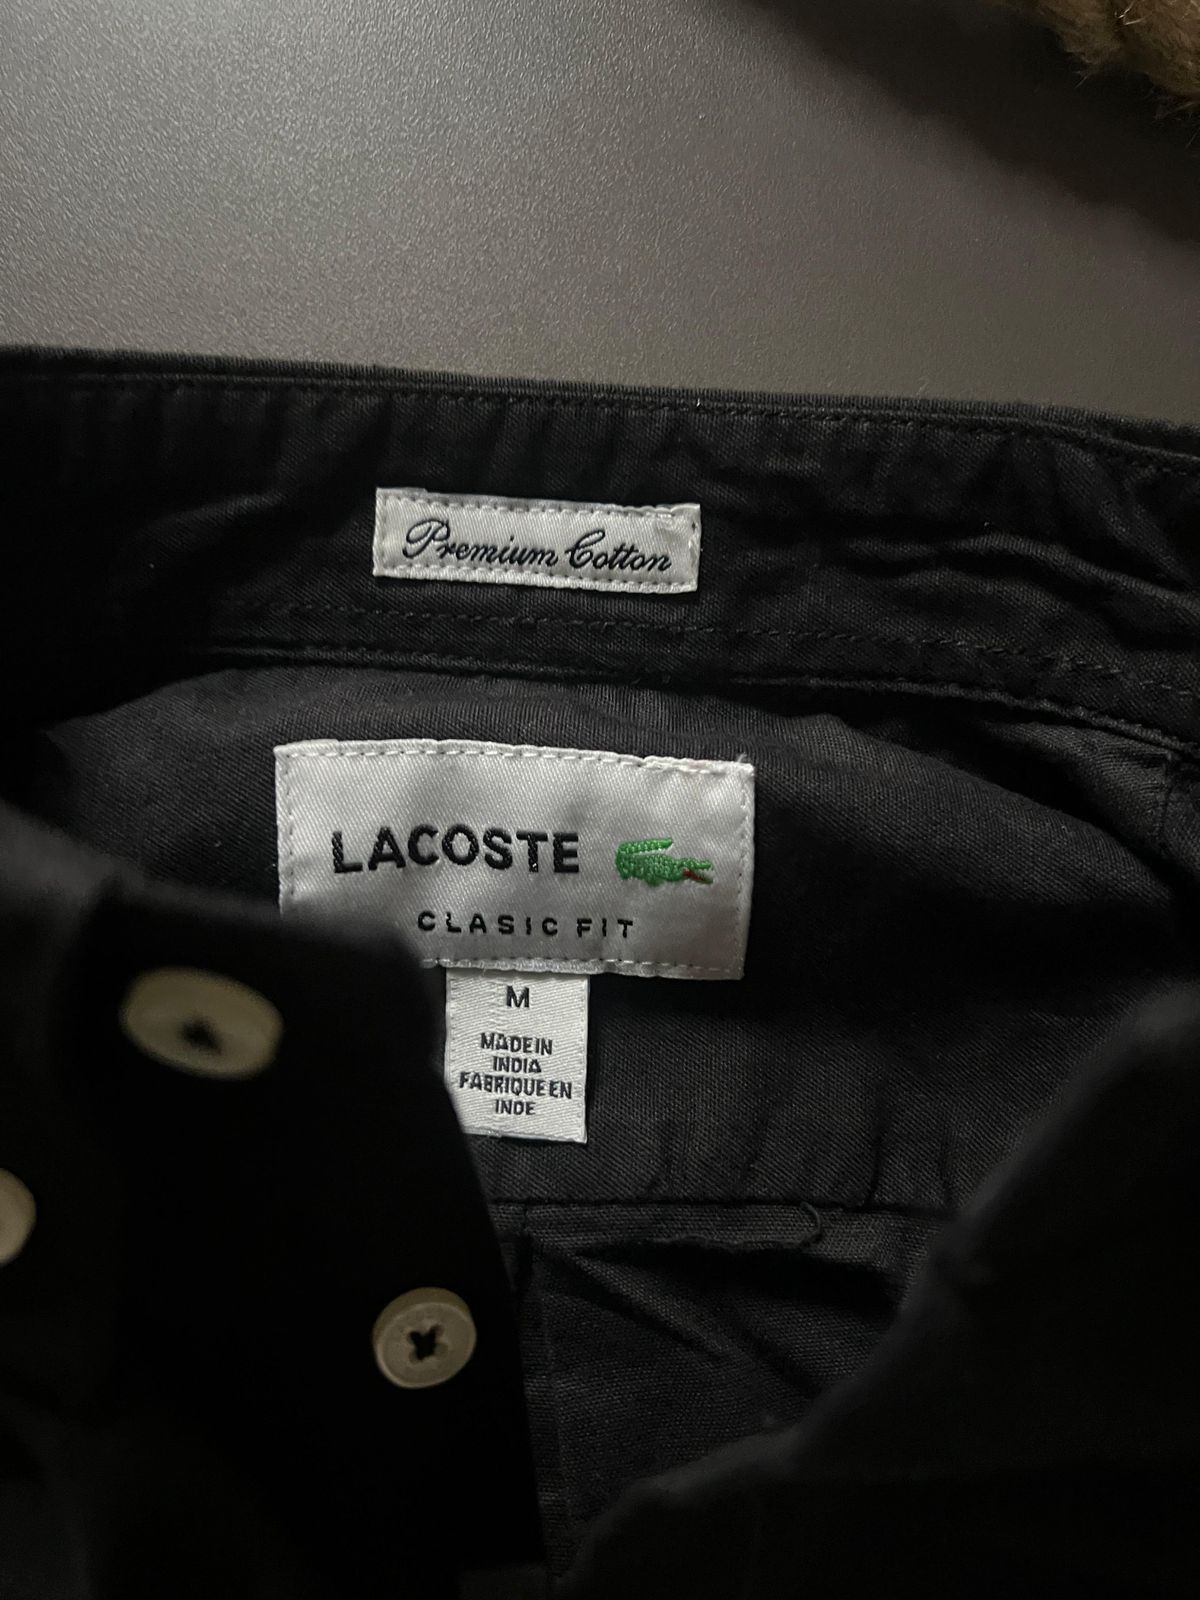 Premium Cotton
LACOSTE
CLASIC FIT
M
MADE IN
INDIA
FABRIQUE EN
INDE